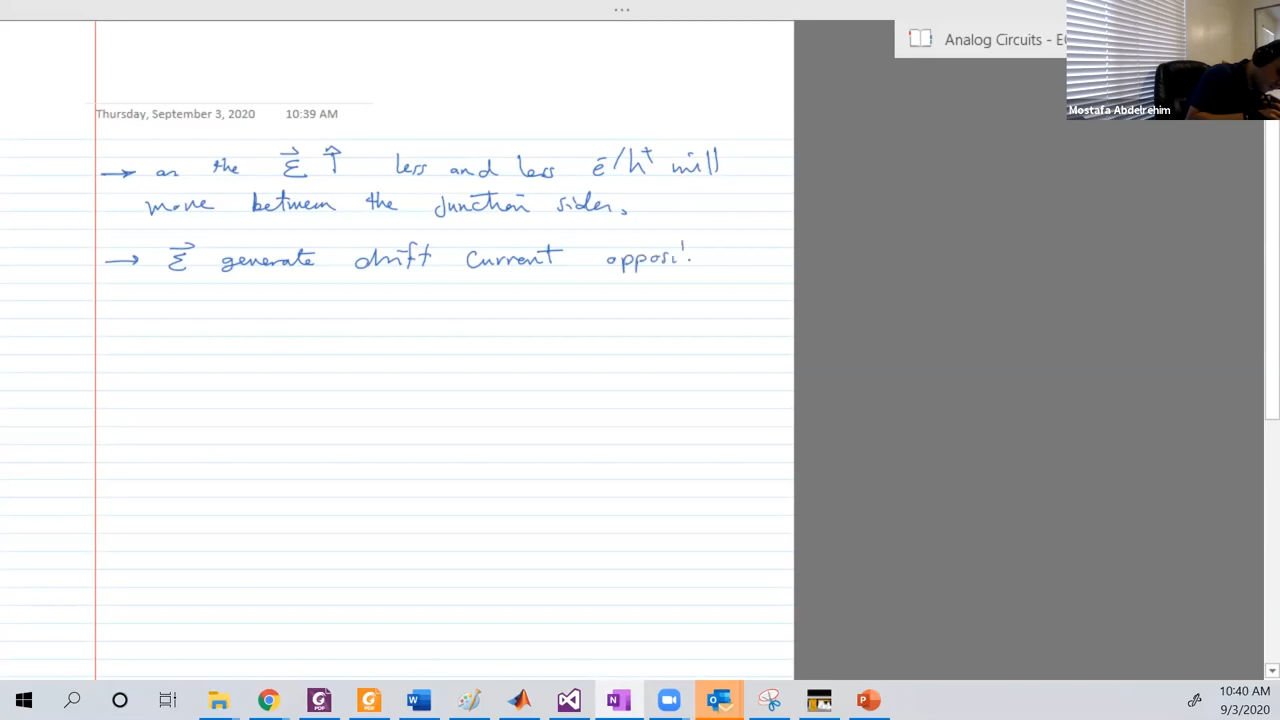 Analog Circuits - E
Mostafa Abdelrehim
Thursday, September 3, 2020 10:39 AM
→ as the ℰ⃗ ↑ less and less e⁻/h⁺ will
move between the junction sides.
→ ℰ⃗ generate drift current opposi
10:40 AM
9/3/2020